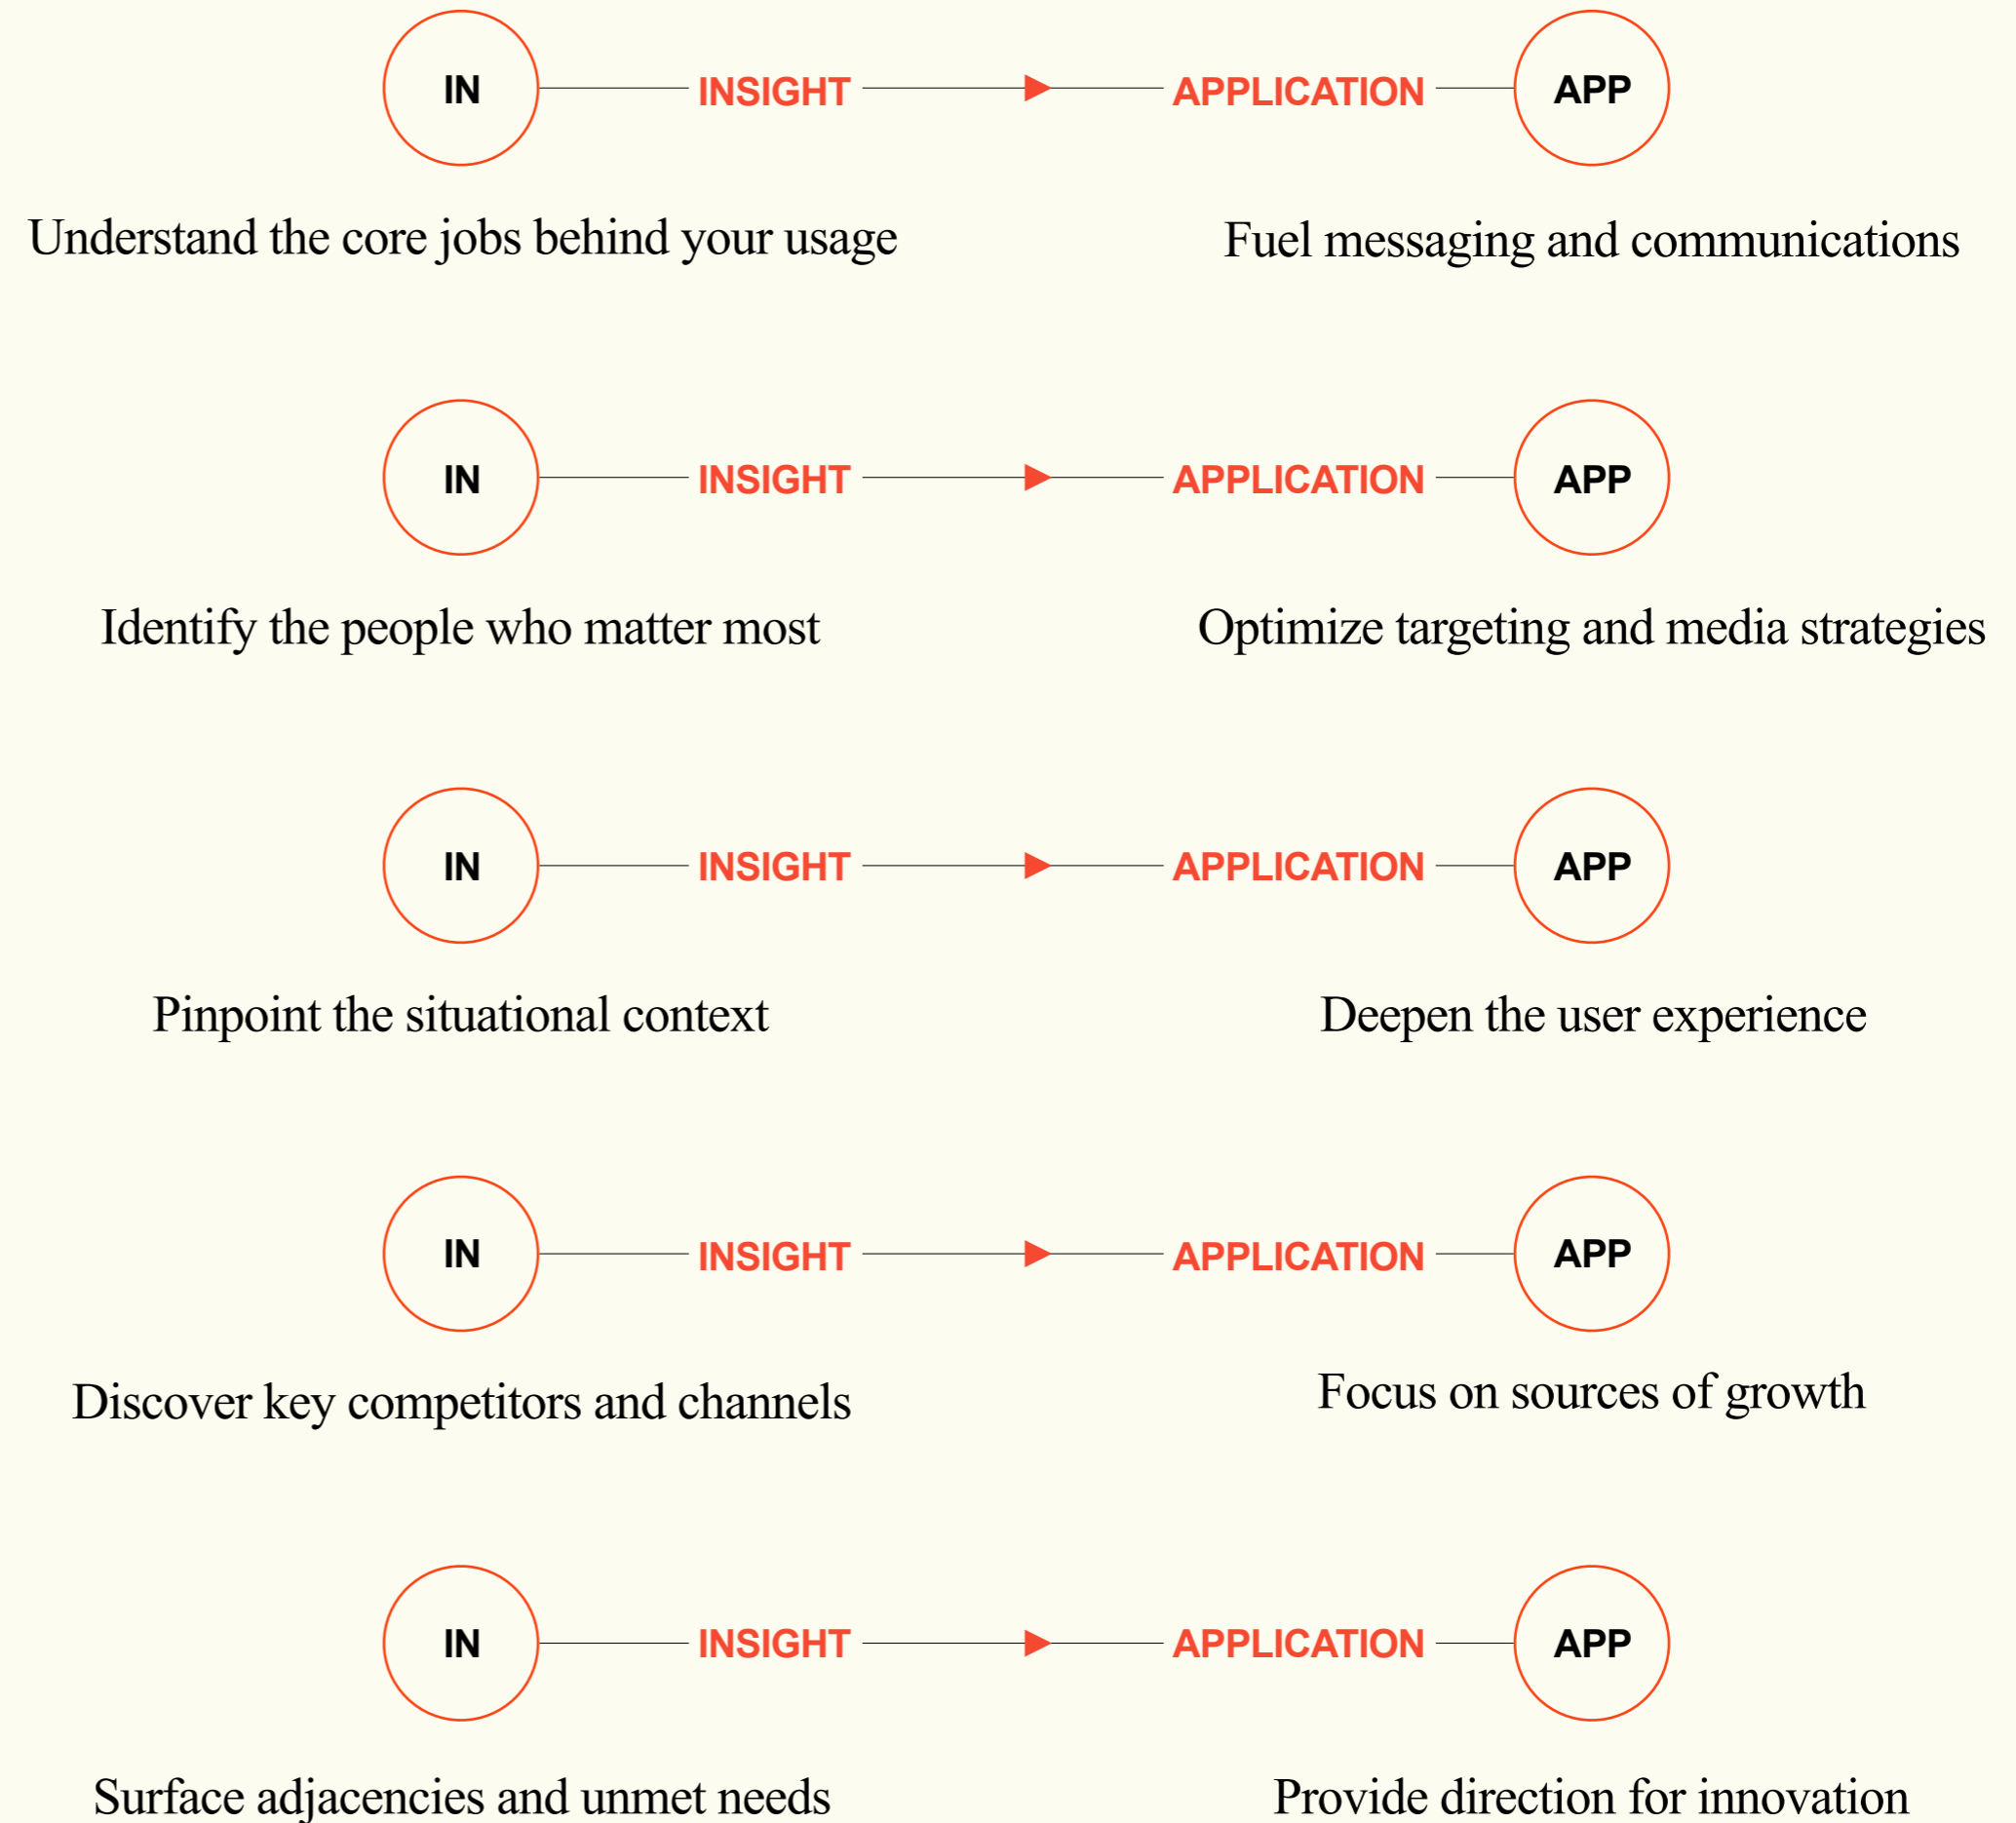 IN INSIGHT APPLICATION APP
Understand the core jobs behind your usage
Fuel messaging and communications
IN INSIGHT APPLICATION APP
Identify the people who matter most
Optimize targeting and media strategies
IN INSIGHT APPLICATION APP
Pinpoint the situational context
Deepen the user experience
IN INSIGHT APPLICATION APP
Discover key competitors and channels
Focus on sources of growth
IN INSIGHT APPLICATION APP
Surface adjacencies and unmet needs
Provide direction for innovation